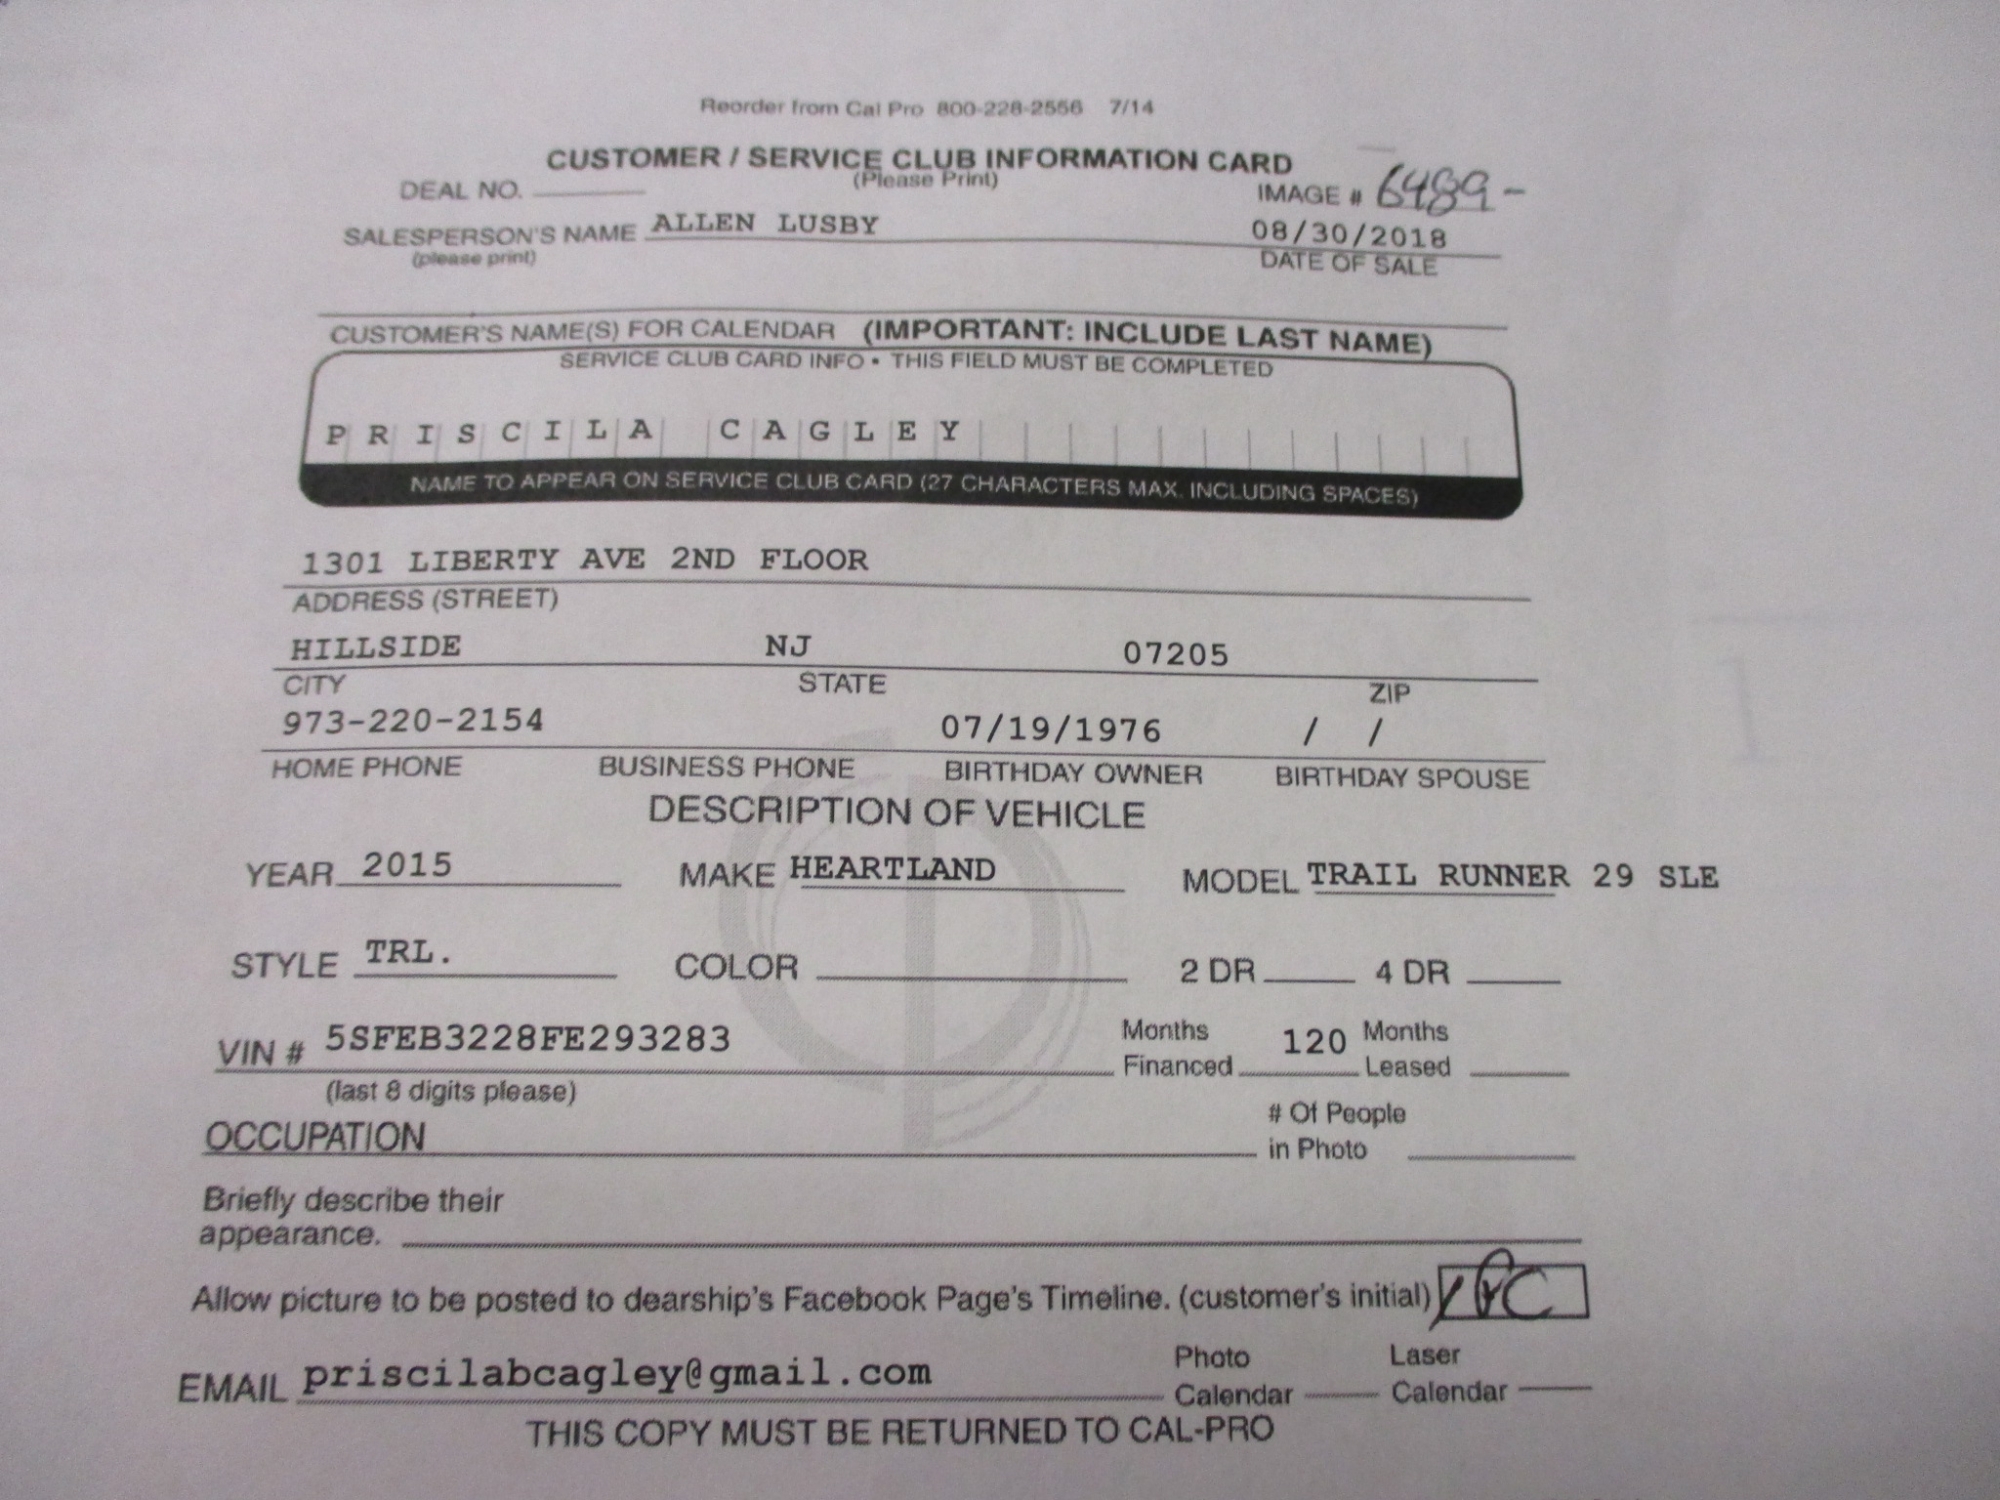 Reorder from Cal Pro 800-228-2556 7/14
CUSTOMER / SERVICE CLUB INFORMATION CARD
(Please Print)
DEAL NO. IMAGE # 6489-
SALESPERSON'S NAME ALLEN LUSBY 08/30/2018
(please print) DATE OF SALE
CUSTOMER'S NAME(S) FOR CALENDAR (IMPORTANT: INCLUDE LAST NAME)
SERVICE CLUB CARD INFO • THIS FIELD MUST BE COMPLETED
PRISCILA CAGLEY
NAME TO APPEAR ON SERVICE CLUB CARD (27 CHARACTERS MAX. INCLUDING SPACES)
1301 LIBERTY AVE 2ND FLOOR
ADDRESS (STREET)
HILLSIDE NJ 07205
CITY STATE ZIP
973-220-2154 07/19/1976 / /
HOME PHONE BUSINESS PHONE BIRTHDAY OWNER BIRTHDAY SPOUSE
DESCRIPTION OF VEHICLE
YEAR 2015 MAKE HEARTLAND MODEL TRAIL RUNNER 29 SLE
STYLE TRL. COLOR 2 DR 4 DR
VIN # 5SFEB3228FE293283 Months Financed 120 Months Leased
(last 8 digits please)
OCCUPATION # Of People in Photo
Briefly describe their
appearance.
Allow picture to be posted to dearship's Facebook Page's Timeline. (customer's initial) PC
EMAIL priscilabcagley@gmail.com Photo Calendar Laser Calendar
THIS COPY MUST BE RETURNED TO CAL-PRO